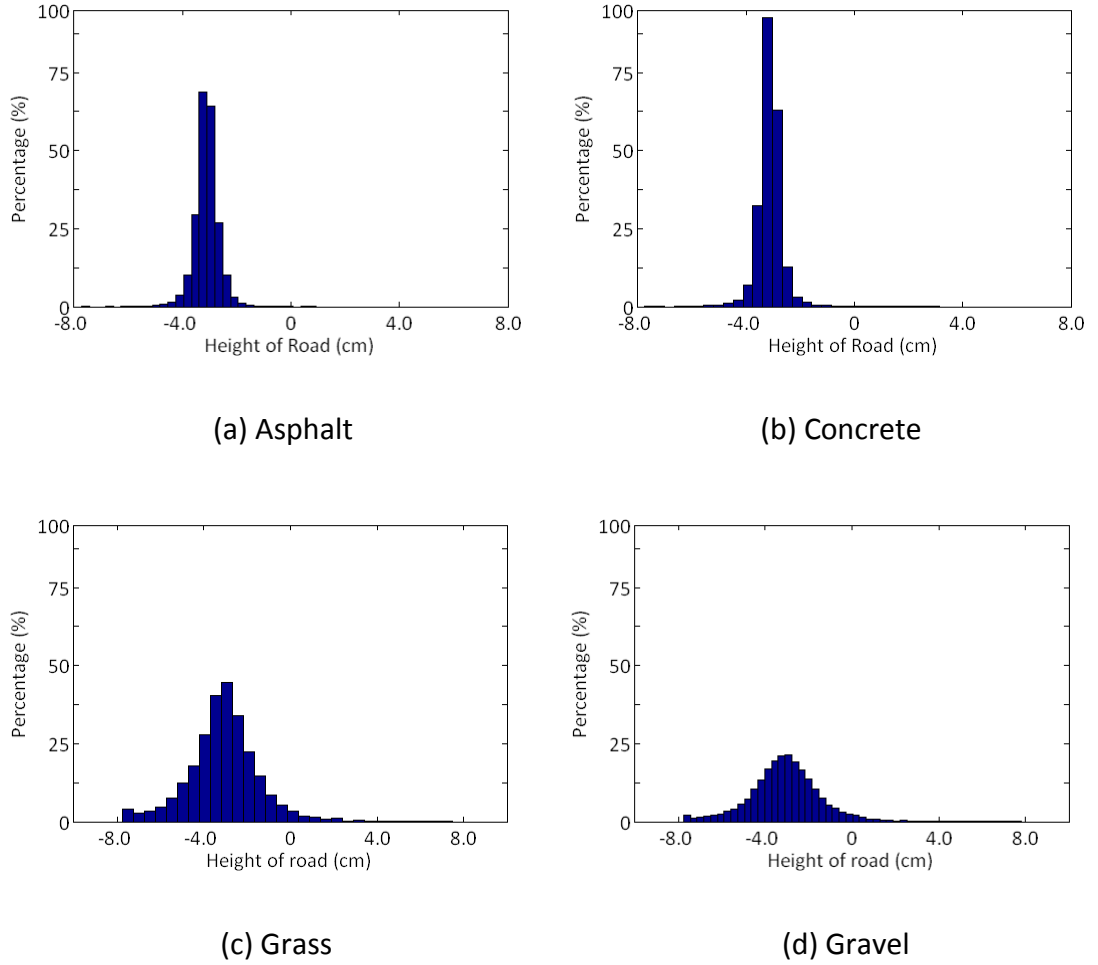 100
75
50
25
0
Percentage (%)
-8.0 -4.0 0 4.0 8.0
Height of Road (cm)
(a) Asphalt
100
75
50
25
0
Percentage (%)
-8.0 -4.0 0 4.0 8.0
Height of Road (cm)
(b) Concrete
100
75
50
25
0
Percentage (%)
-8.0 -4.0 0 4.0 8.0
Height of road (cm)
(c) Grass
100
75
50
25
0
Percentage (%)
-8.0 -4.0 0 4.0 8.0
Height of road (cm)
(d) Gravel